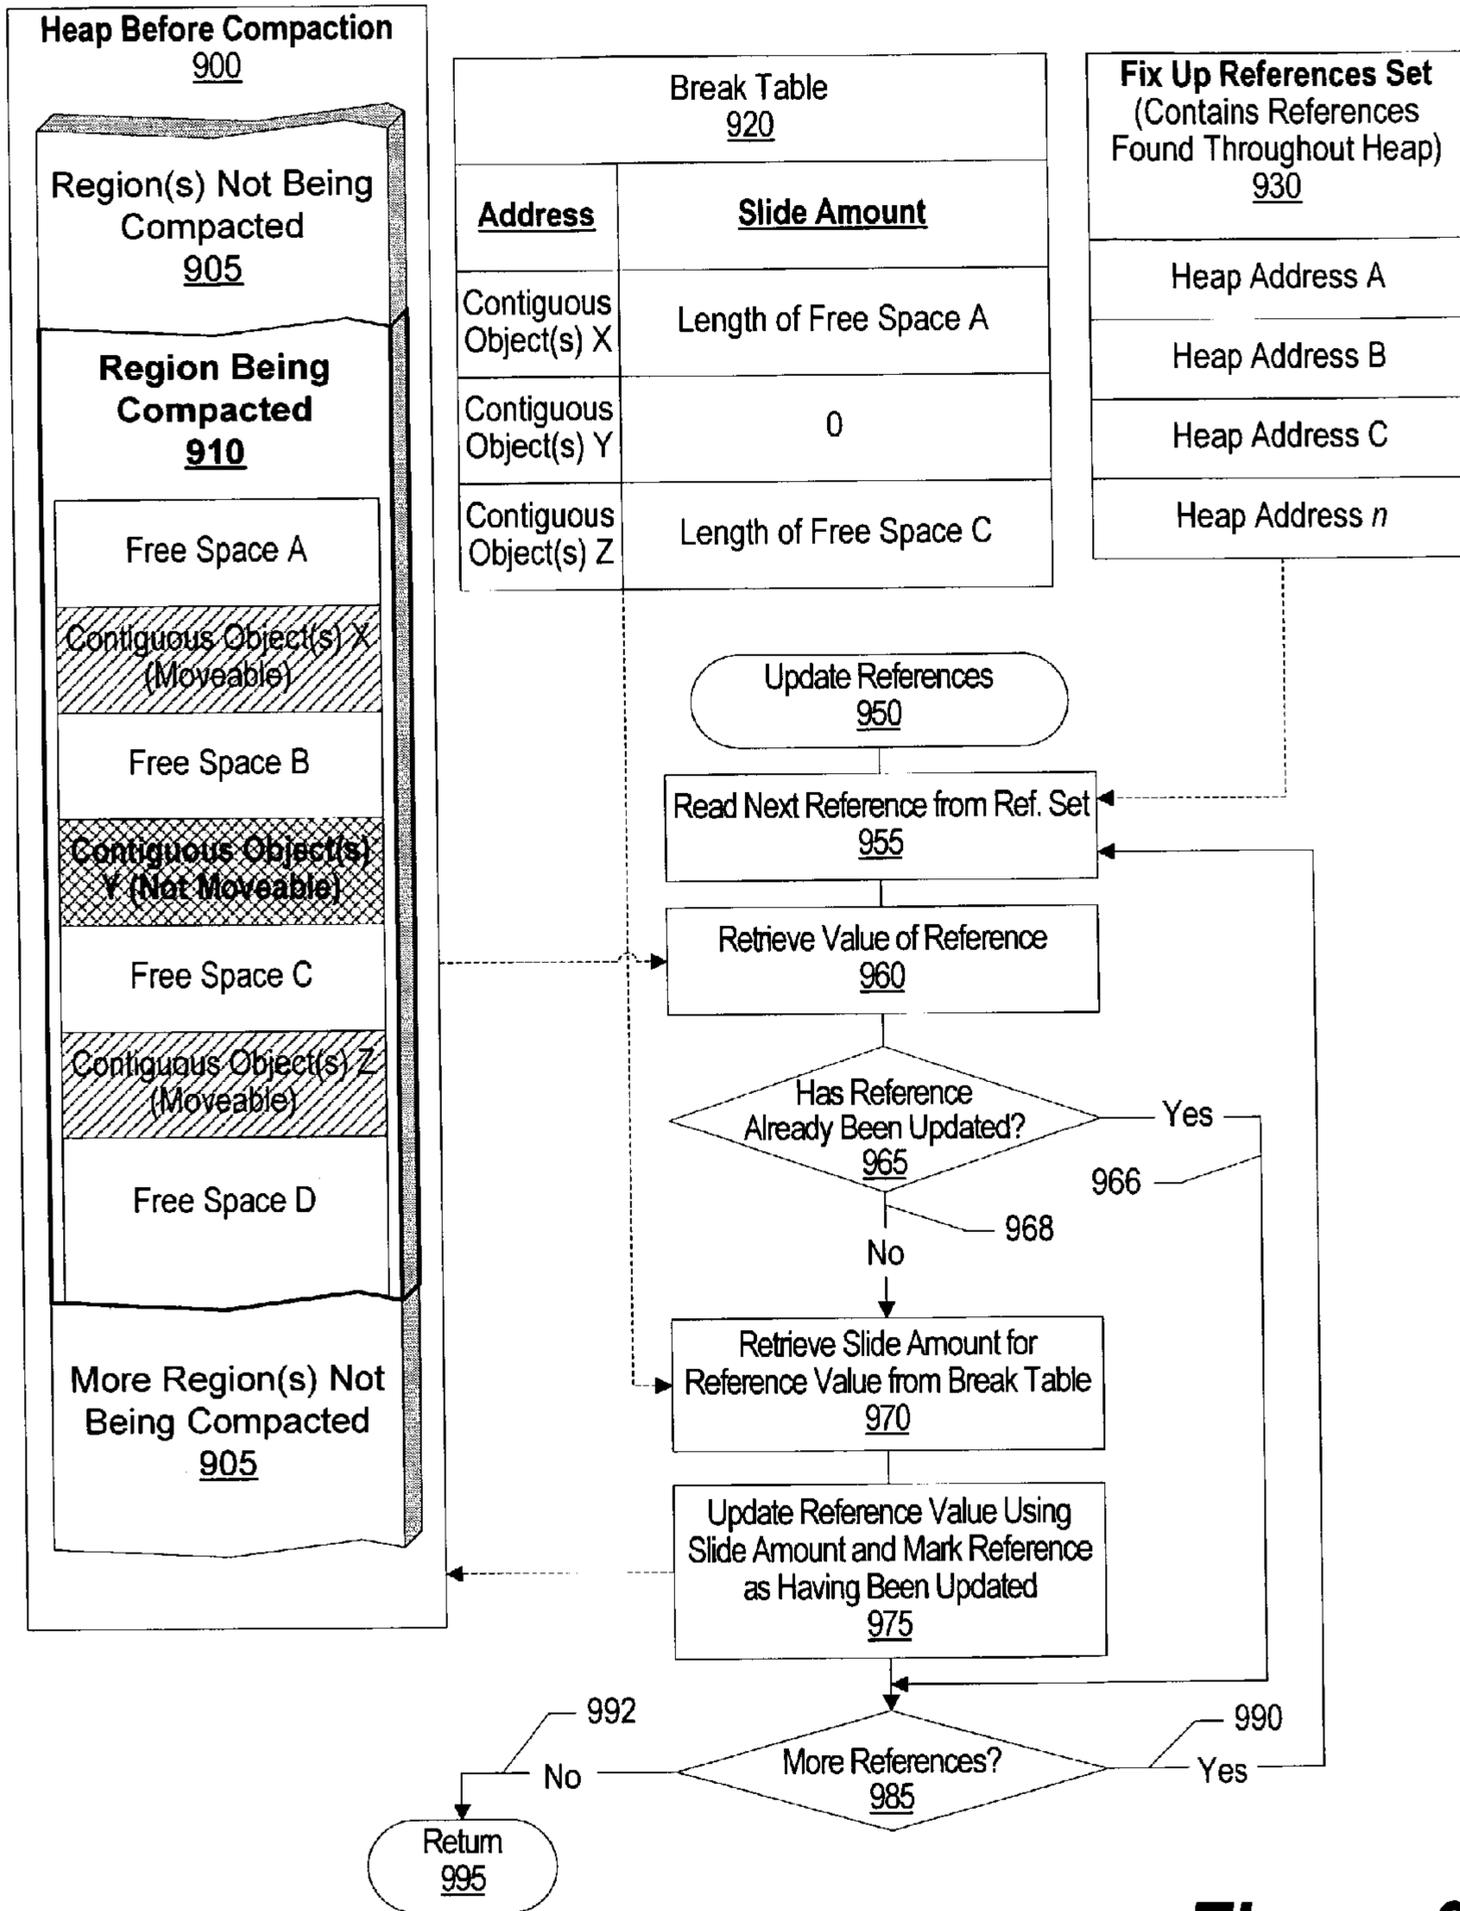 Heap Before Compaction
900
Region(s) Not Being
Compacted
905
Region Being
Compacted
910
Free Space A
Contiguous Object(s) X
(Moveable)
Free Space B
Contiguous Object(s)
Y (Not Moveable)
Free Space C
Contiguous Object(s) Z
(Moveable)
Free Space D
More Region(s) Not
Being Compacted
905
Break Table
920
Address
Slide Amount
Contiguous
Object(s) X
Length of Free Space A
Contiguous
Object(s) Y
0
Contiguous
Object(s) Z
Length of Free Space C
Fix Up References Set
(Contains References
Found Throughout Heap)
930
Heap Address A
Heap Address B
Heap Address C
Heap Address n
Update References
950
Read Next Reference from Ref. Set
955
Retrieve Value of Reference
960
Has Reference
Already Been Updated?
965
Yes
966
968
No
Retrieve Slide Amount for
Reference Value from Break Table
970
Update Reference Value Using
Slide Amount and Mark Reference
as Having Been Updated
975
992
990
More References?
985
No
Yes
Return
995